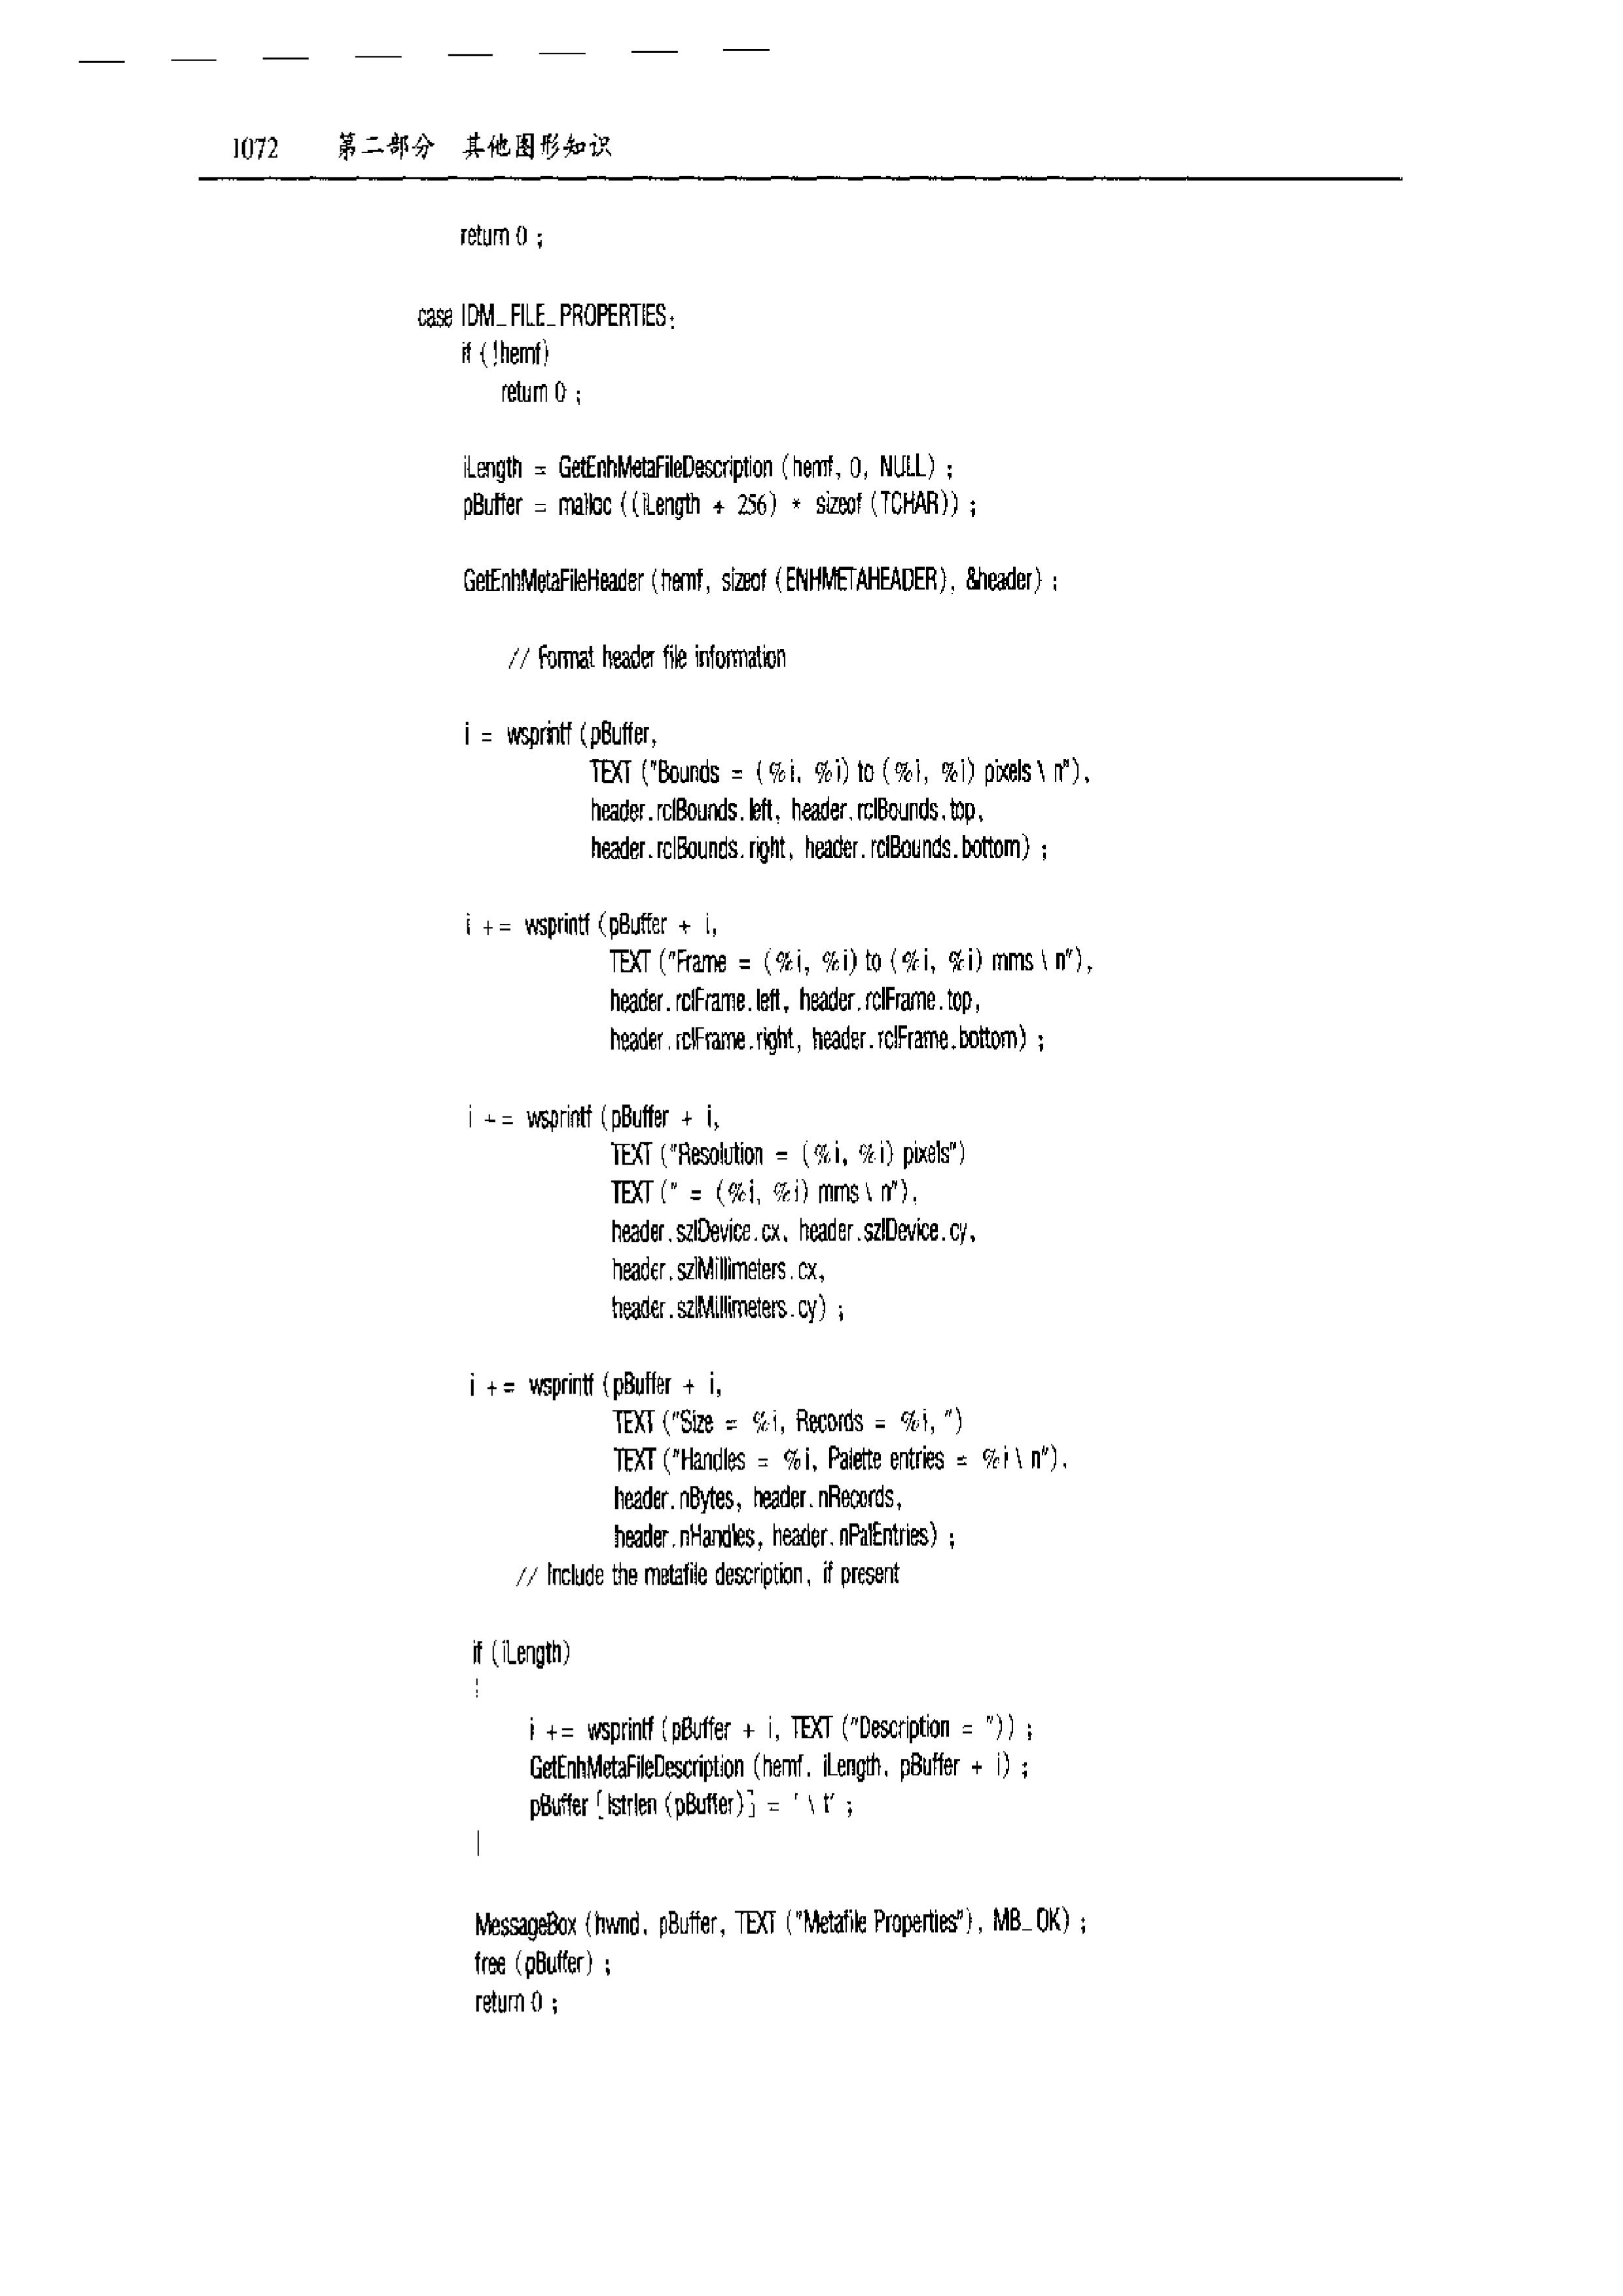 1072 第二部分 其他图形知识
return 0 ;
case IDM_FILE_PROPERTIES:
if (!hemf)
return 0 ;
iLength = GetEnhMetaFileDescription (hemf, 0, NULL) ;
pBuffer = malloc ((iLength + 256) * sizeof (TCHAR)) ;
GetEnhMetaFileHeader (hemf, sizeof (ENHMETAHEADER), &header) ;
// Format header file information
i = wsprintf (pBuffer,
TEXT ("Bounds = (%i, %i) to (%i, %i) pixels\n"),
header.rclBounds.left, header.rclBounds.top,
header.rclBounds.right, header.rclBounds.bottom) ;
i += wsprintf (pBuffer + i,
TEXT ("Frame = (%i, %i) to (%i, %i) mms\n"),
header.rclFrame.left, header.rclFrame.top,
header.rclFrame.right, header.rclFrame.bottom) ;
i += wsprintf (pBuffer + i,
TEXT ("Resolution = (%i, %i) pixels")
TEXT (" = (%i, %i) mms\n"),
header.szlDevice.cx, header.szlDevice.cy,
header.szlMillimeters.cx,
header.szlMillimeters.cy) ;
i += wsprintf (pBuffer + i,
TEXT ("Size = %i, Records = %i, ")
TEXT ("Handles = %i, Palette entries = %i\n"),
header.nBytes, header.nRecords,
header.nHandles, header.nPalEntries) ;
// Include the metafile description, if present
if (iLength)
{
i += wsprintf (pBuffer + i, TEXT ("Description = ")) ;
GetEnhMetaFileDescription (hemf, iLength, pBuffer + i) ;
pBuffer [lstrlen (pBuffer)] = '\t' ;
}
MessageBox (hwnd, pBuffer, TEXT ("Metafile Properties"), MB_OK) ;
free (pBuffer) ;
return 0 ;